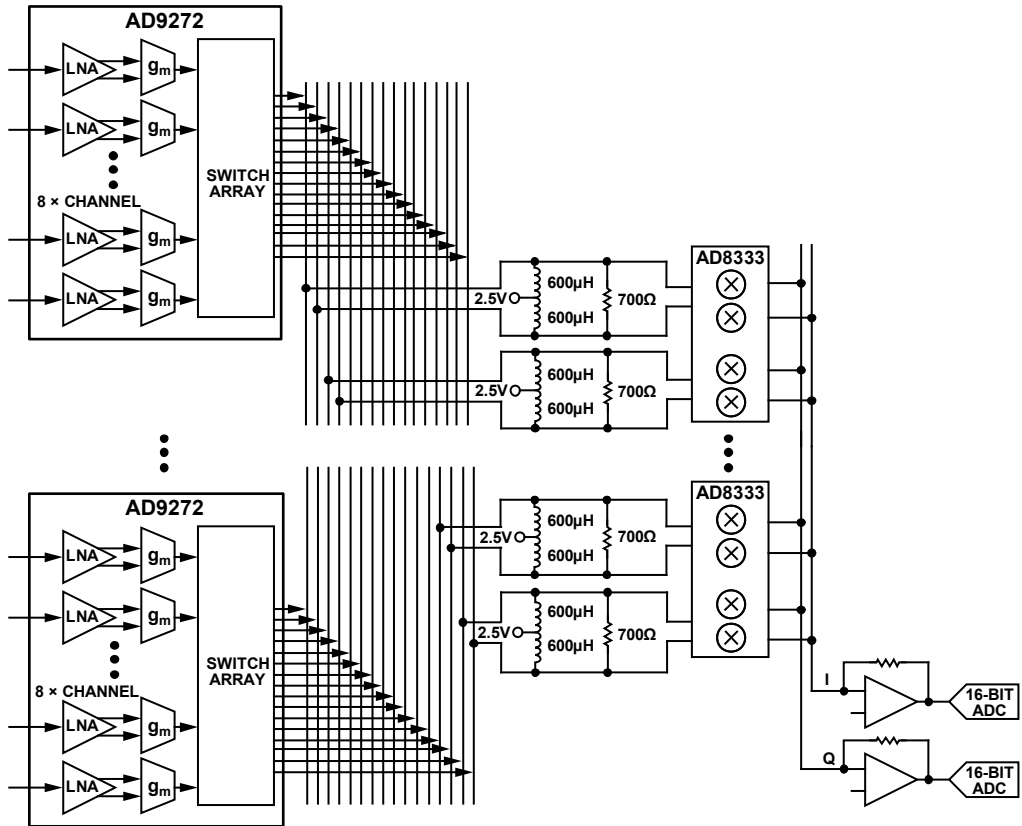 AD9272
LNA
gm
LNA
gm
8 × CHANNEL
LNA
gm
LNA
gm
SWITCH
ARRAY
2.5V
600µH
600µH
700Ω
2.5V
600µH
600µH
700Ω
AD8333
AD9272
LNA
gm
LNA
gm
8 × CHANNEL
LNA
gm
LNA
gm
SWITCH
ARRAY
2.5V
600µH
600µH
700Ω
2.5V
600µH
600µH
700Ω
AD8333
I
16-BIT
ADC
Q
16-BIT
ADC